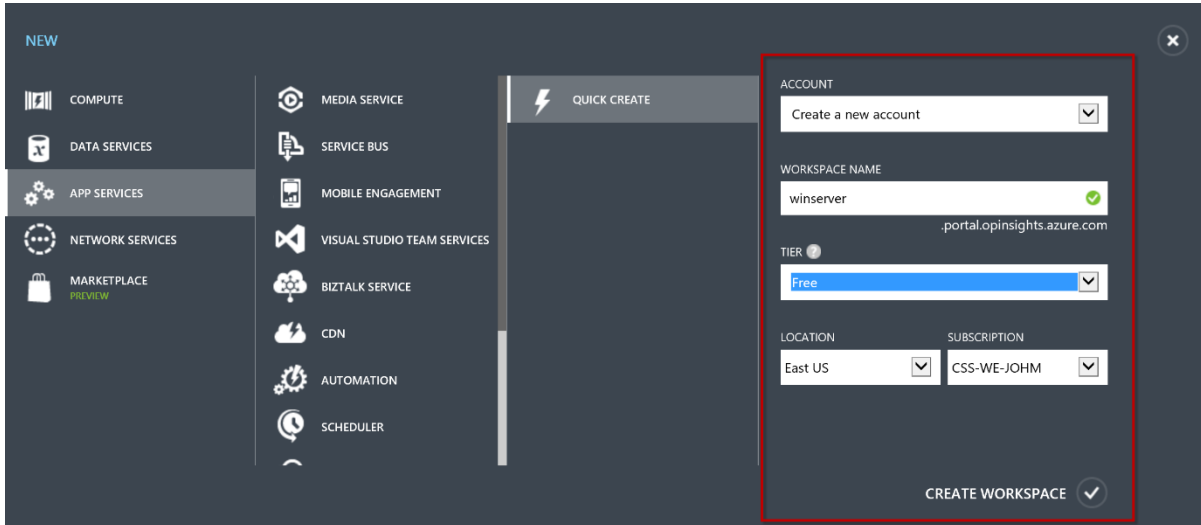 NEW
COMPUTE
DATA SERVICES
APP SERVICES
NETWORK SERVICES
MARKETPLACE
PREVIEW
MEDIA SERVICE
SERVICE BUS
MOBILE ENGAGEMENT
VISUAL STUDIO TEAM SERVICES
BIZTALK SERVICE
CDN
AUTOMATION
SCHEDULER
QUICK CREATE
ACCOUNT
Create a new account
WORKSPACE NAME
winserver
.portal.opinsights.azure.com
TIER ?
Free
LOCATION SUBSCRIPTION
East US CSS-WE-JOHM
CREATE WORKSPACE